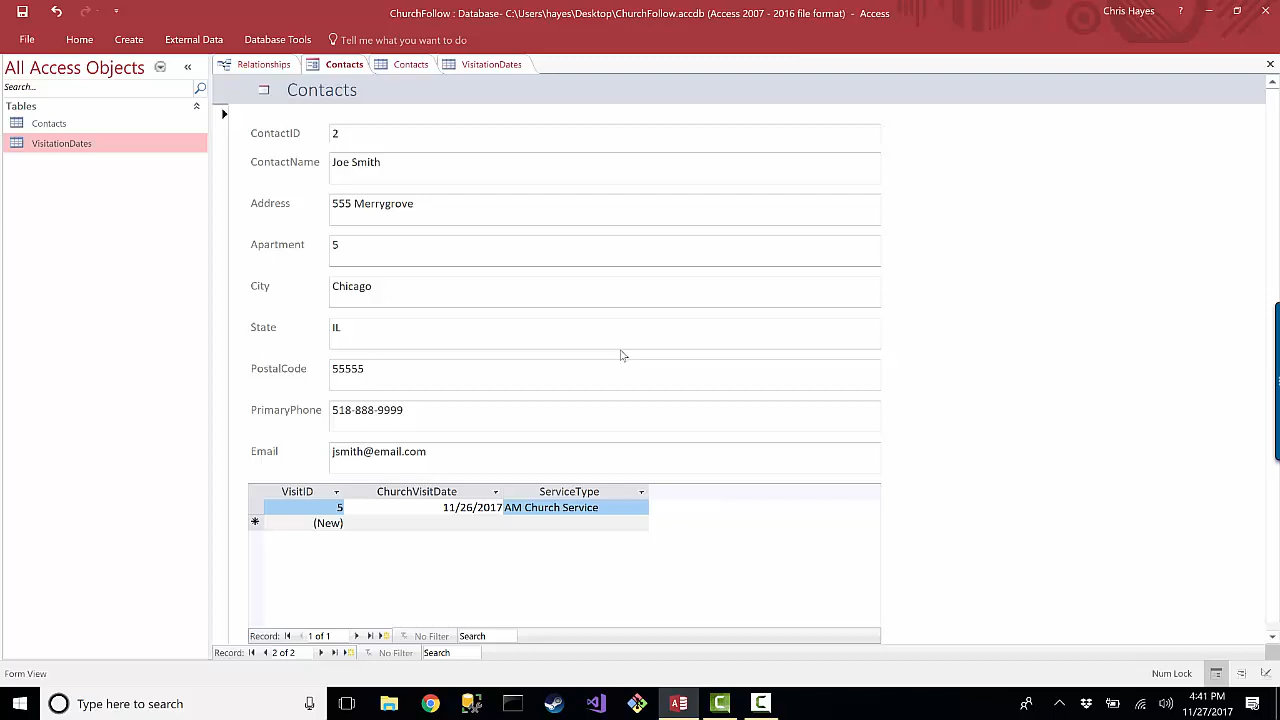 ChurchFollow : Database- C:\Users\hayes\Desktop\ChurchFollow.accdb (Access 2007 - 2016 file format) - Access
Chris Hayes
?
File Home Create External Data Database Tools Tell me what you want to do
All Access Objects
Search...
Tables
Contacts
VisitationDates
Relationships Contacts Contacts VisitationDates
Contacts
ContactID 2
ContactName Joe Smith
Address 555 Merrygrove
Apartment 5
City Chicago
State IL
PostalCode 55555
PrimaryPhone 518-888-9999
Email jsmith@email.com
VisitID ChurchVisitDate ServiceType
5 11/26/2017 AM Church Service
(New)
Record: 1 of 1 No Filter Search
Record: 2 of 2 No Filter Search
Form View
Num Lock
Type here to search
4:41 PM
11/27/2017